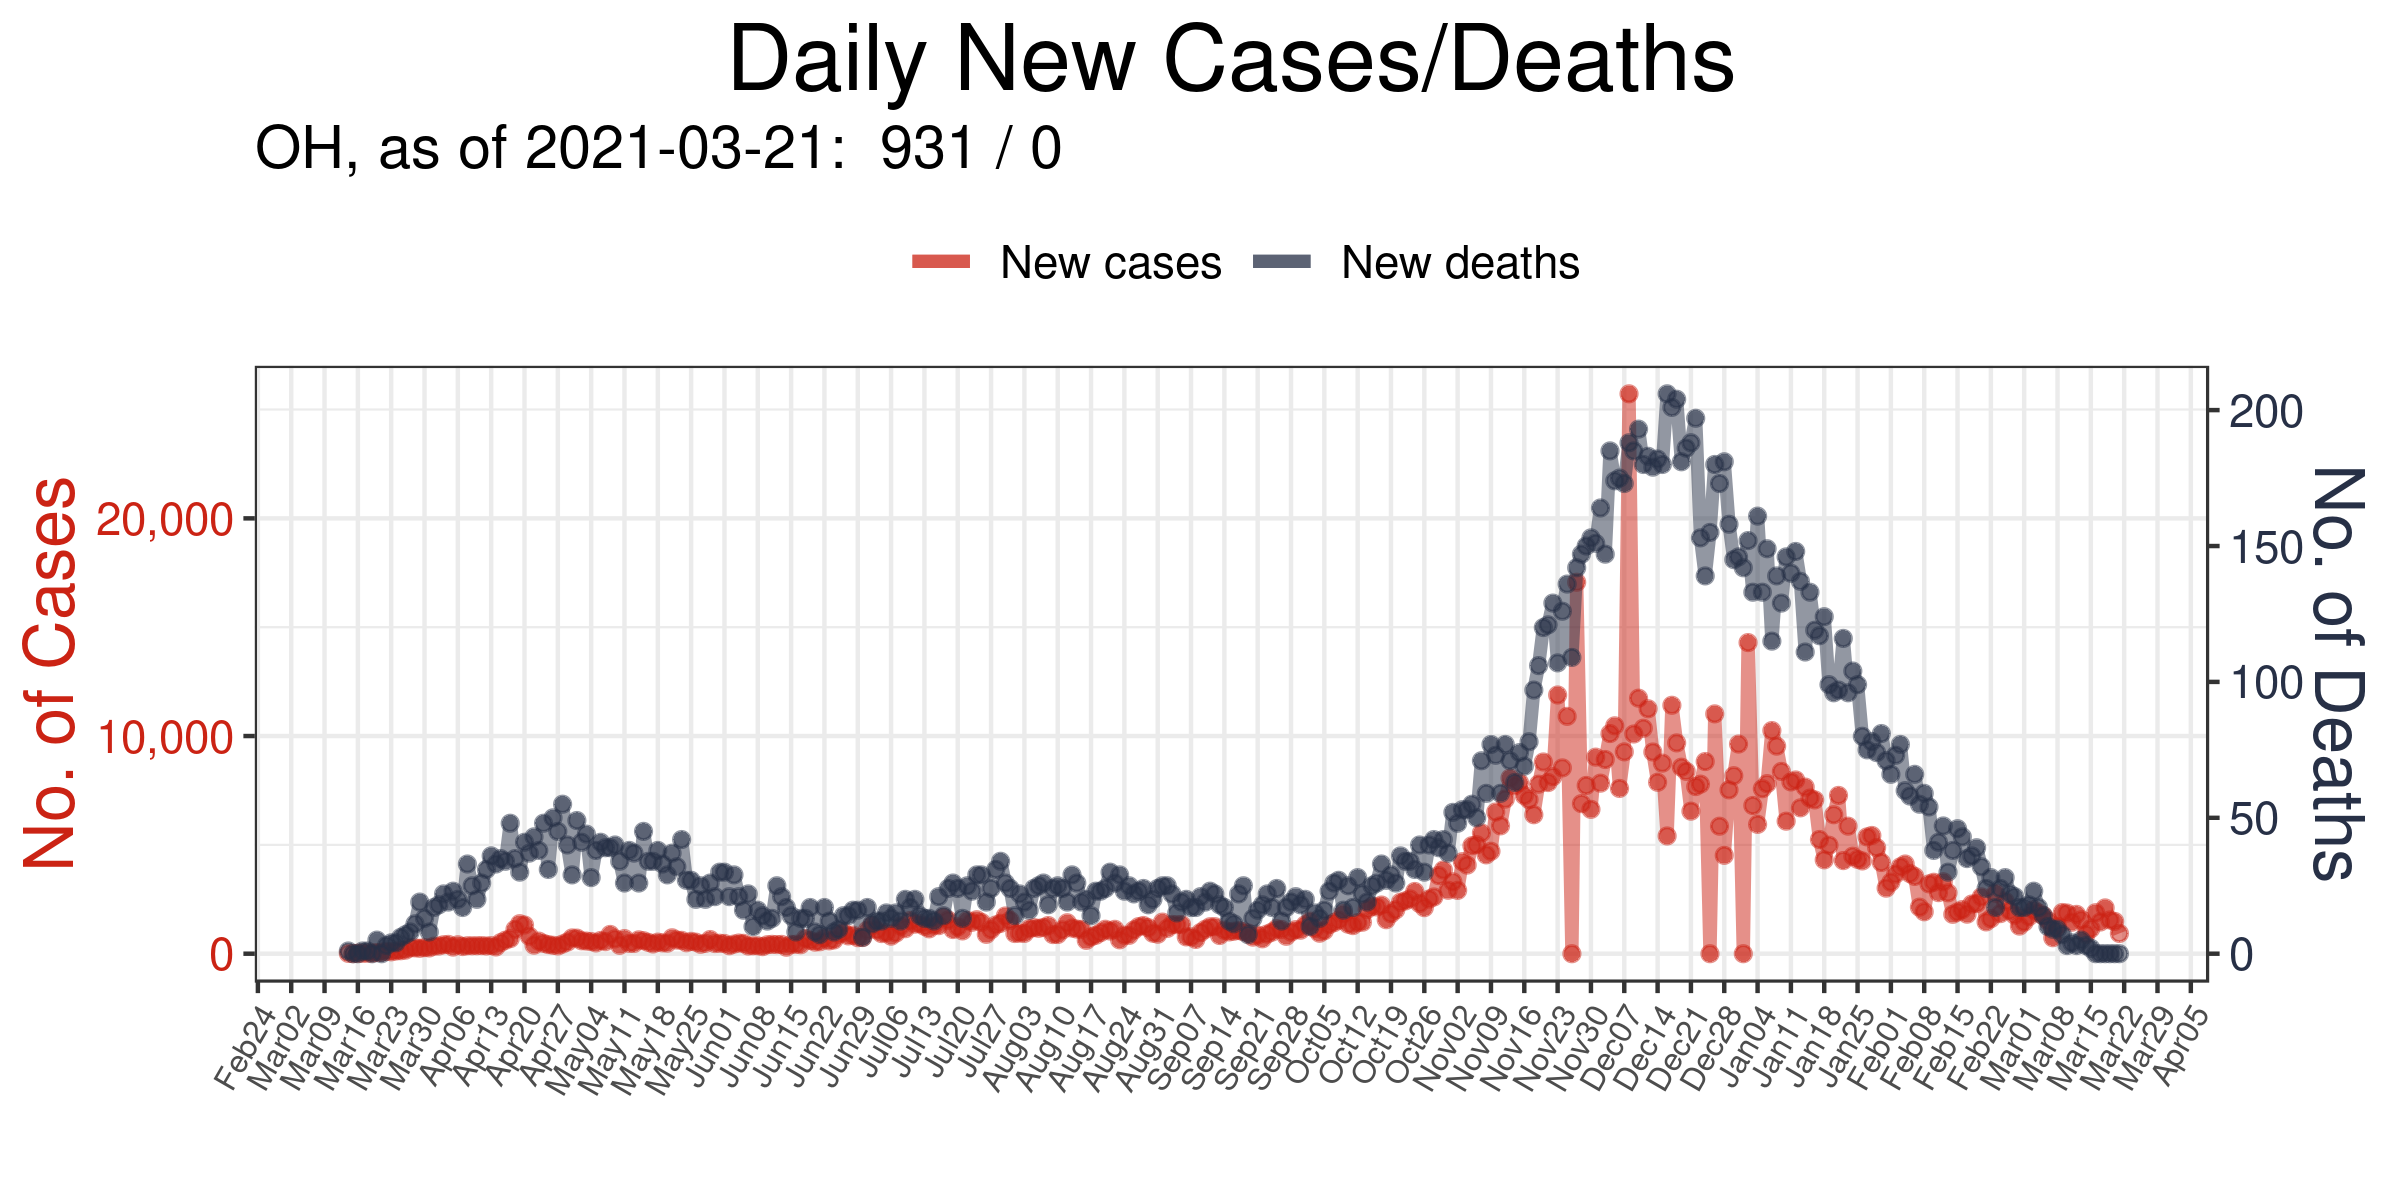 Daily New Cases/Deaths
OH, as of 2021-03-21:  931 / 0
New cases
New deaths
No. of Cases
20,000
10,000
0
200
150
100
50
0
No. of Deaths
Feb24
Mar02
Mar09
Mar16
Mar23
Mar30
Apr06
Apr13
Apr20
Apr27
May04
May11
May18
May25
Jun01
Jun08
Jun15
Jun22
Jun29
Jul06
Jul13
Jul20
Jul27
Aug03
Aug10
Aug17
Aug24
Aug31
Sep07
Sep14
Sep21
Sep28
Oct05
Oct12
Oct19
Oct26
Nov02
Nov09
Nov16
Nov23
Nov30
Dec07
Dec14
Dec21
Dec28
Jan04
Jan11
Jan18
Jan25
Feb01
Feb08
Feb15
Feb22
Mar01
Mar08
Mar15
Mar22
Mar29
Apr05